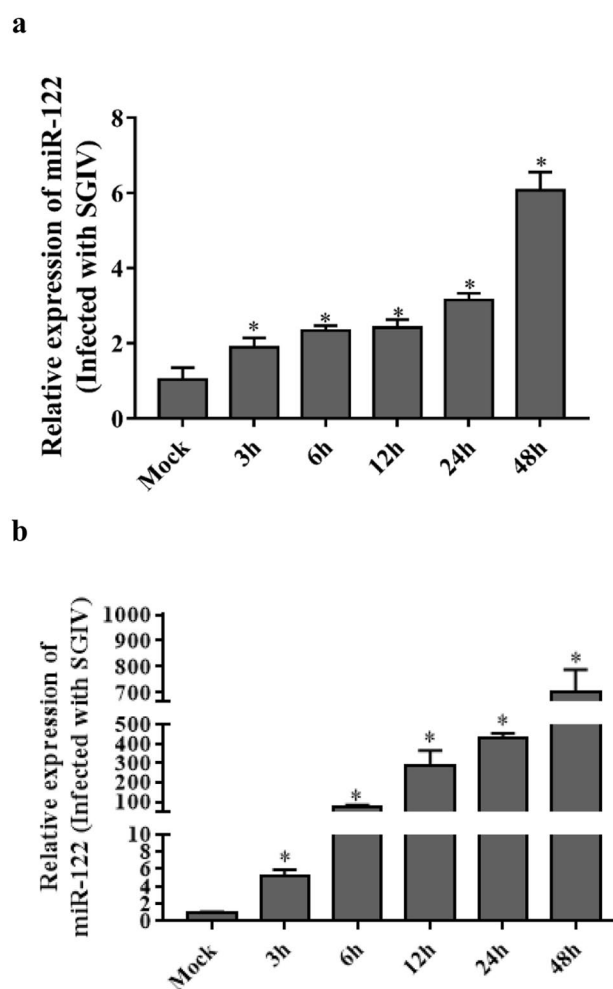 a
Relative expression of miR-122
(Infected with SGIV)
8
6
4
2
0
* * * * *
Mock 3h 6h 12h 24h 48h
b
Relative expression of
miR-122 (Infected with SGIV)
1000
900
800
700
500
400
300
200
100
10
8
6
4
2
0
* * * * *
Mock 3h 6h 12h 24h 48h